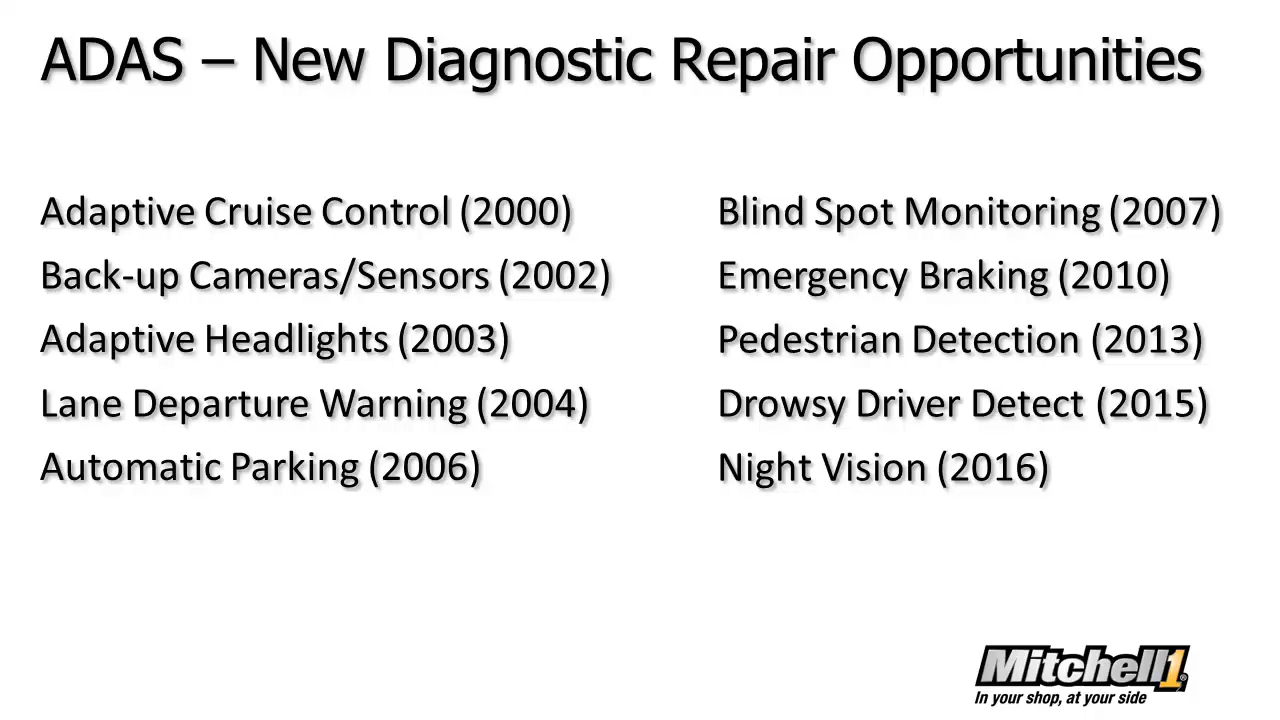 ADAS – New Diagnostic Repair Opportunities
Adaptive Cruise Control (2000)
Back-up Cameras/Sensors (2002)
Adaptive Headlights (2003)
Lane Departure Warning (2004)
Automatic Parking (2006)
Blind Spot Monitoring (2007)
Emergency Braking (2010)
Pedestrian Detection (2013)
Drowsy Driver Detect (2015)
Night Vision (2016)
Mitchell1®
In your shop, at your side